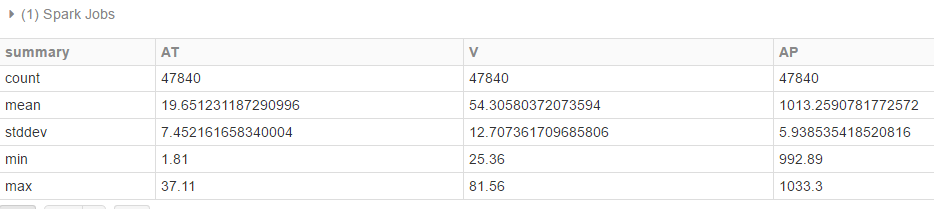 (1) Spark Jobs
summary AT V AP
count 47840 47840 47840
mean 19.651231187290996 54.30580372073594 1013.2590781772572
stddev 7.452161658340004 12.707361709685806 5.938535418520816
min 1.81 25.36 992.89
max 37.11 81.56 1033.3